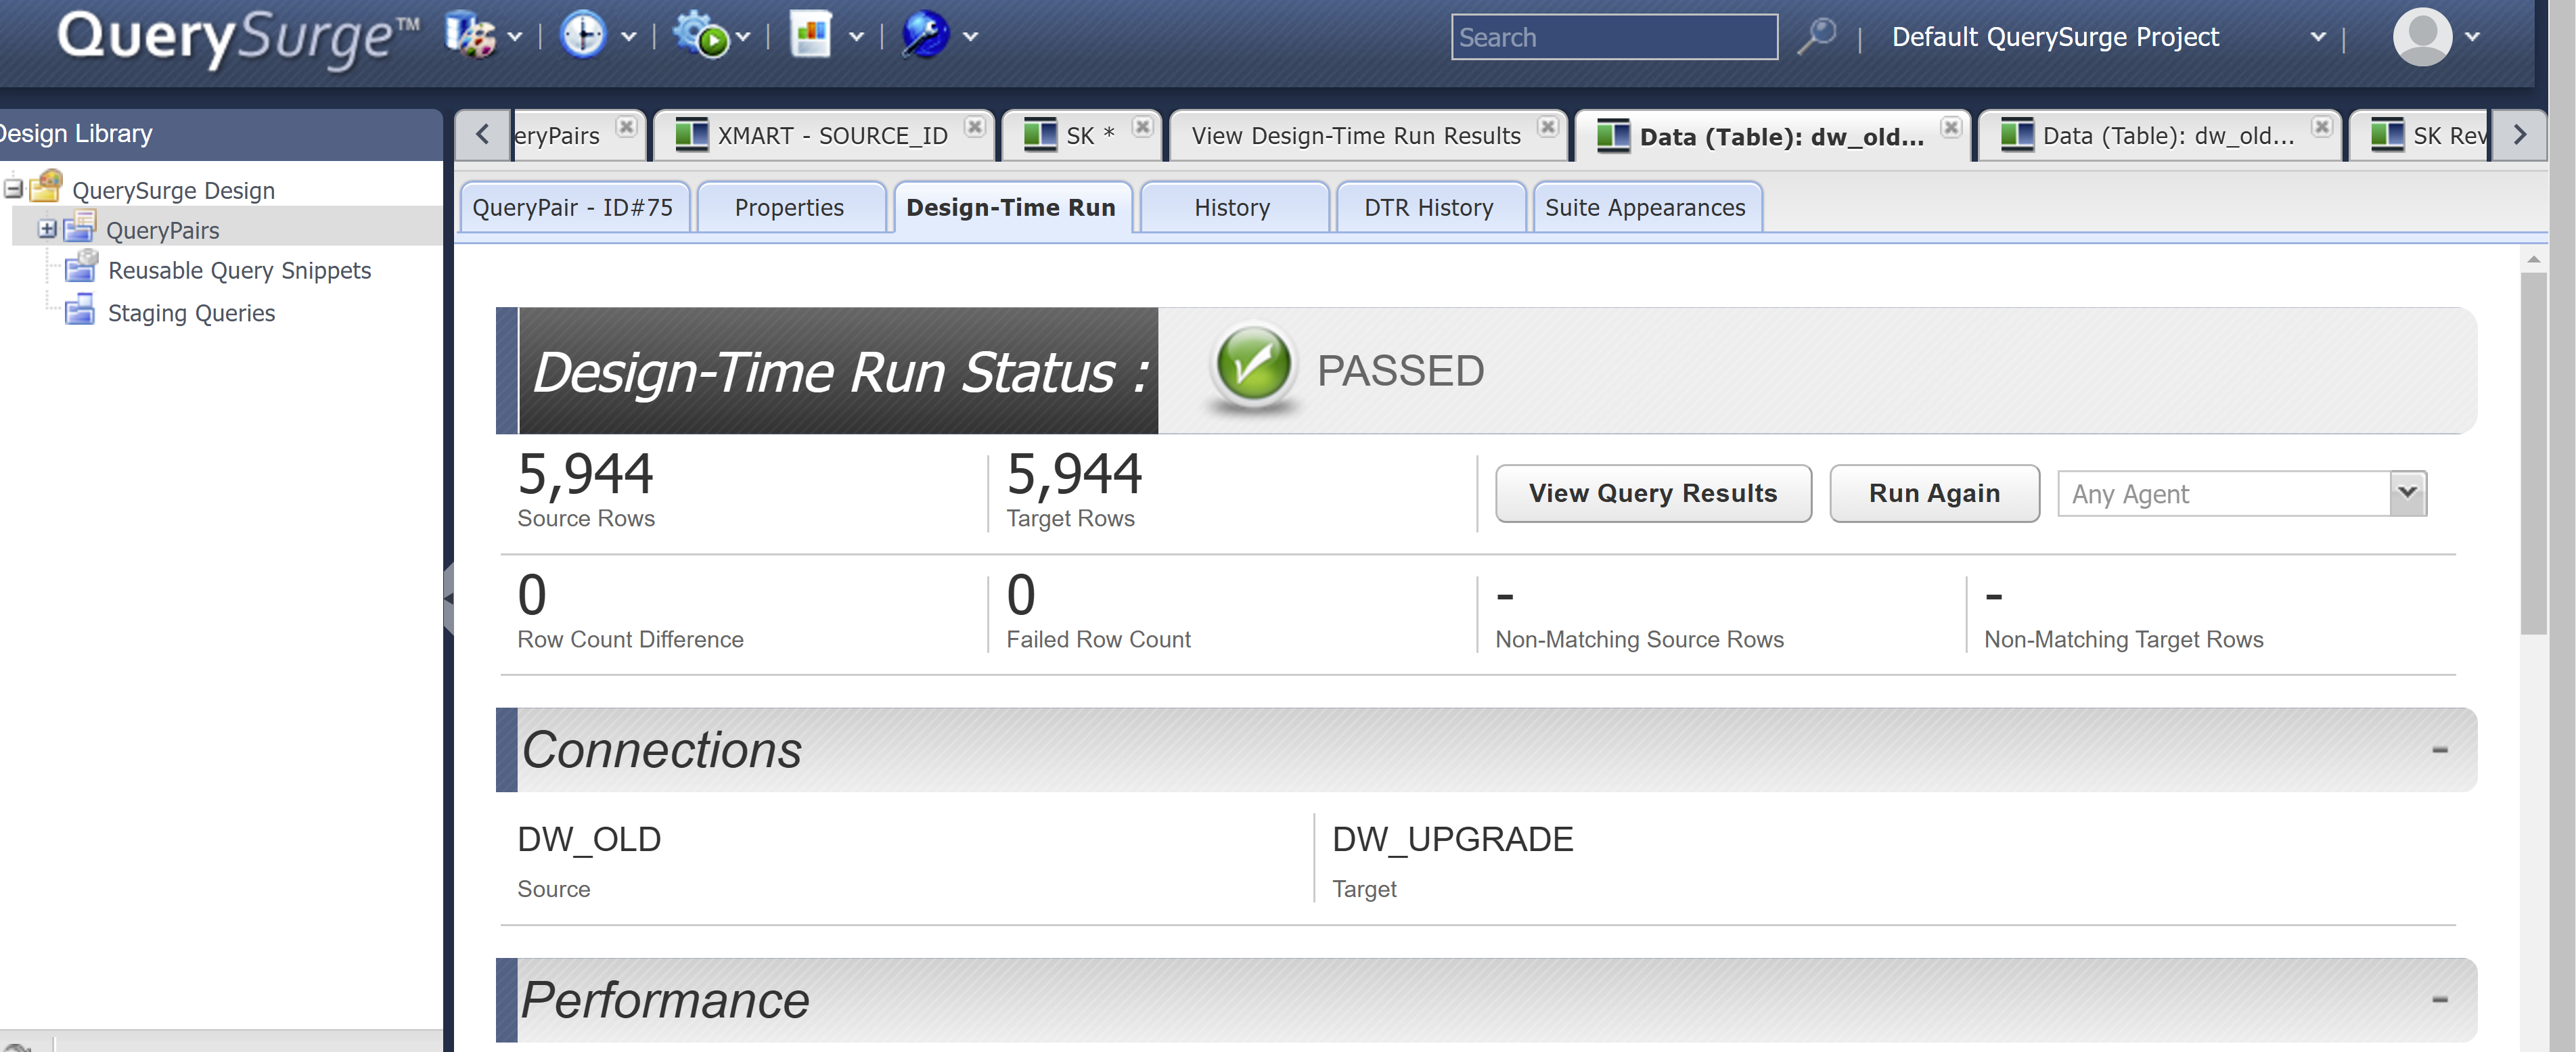 QuerySurge™
Search
Default QuerySurge Project
Design Library
QuerySurge Design
QueryPairs
Reusable Query Snippets
Staging Queries
eryPairs
XMART - SOURCE_ID
SK *
View Design-Time Run Results
Data (Table): dw_old...
Data (Table): dw_old...
SK Rev
QueryPair - ID#75
Properties
Design-Time Run
History
DTR History
Suite Appearances
Design-Time Run Status :
PASSED
5,944
Source Rows
5,944
Target Rows
View Query Results
Run Again
Any Agent
0
Row Count Difference
0
Failed Row Count
-
Non-Matching Source Rows
-
Non-Matching Target Rows
Connections
-
DW_OLD
Source
DW_UPGRADE
Target
Performance
-